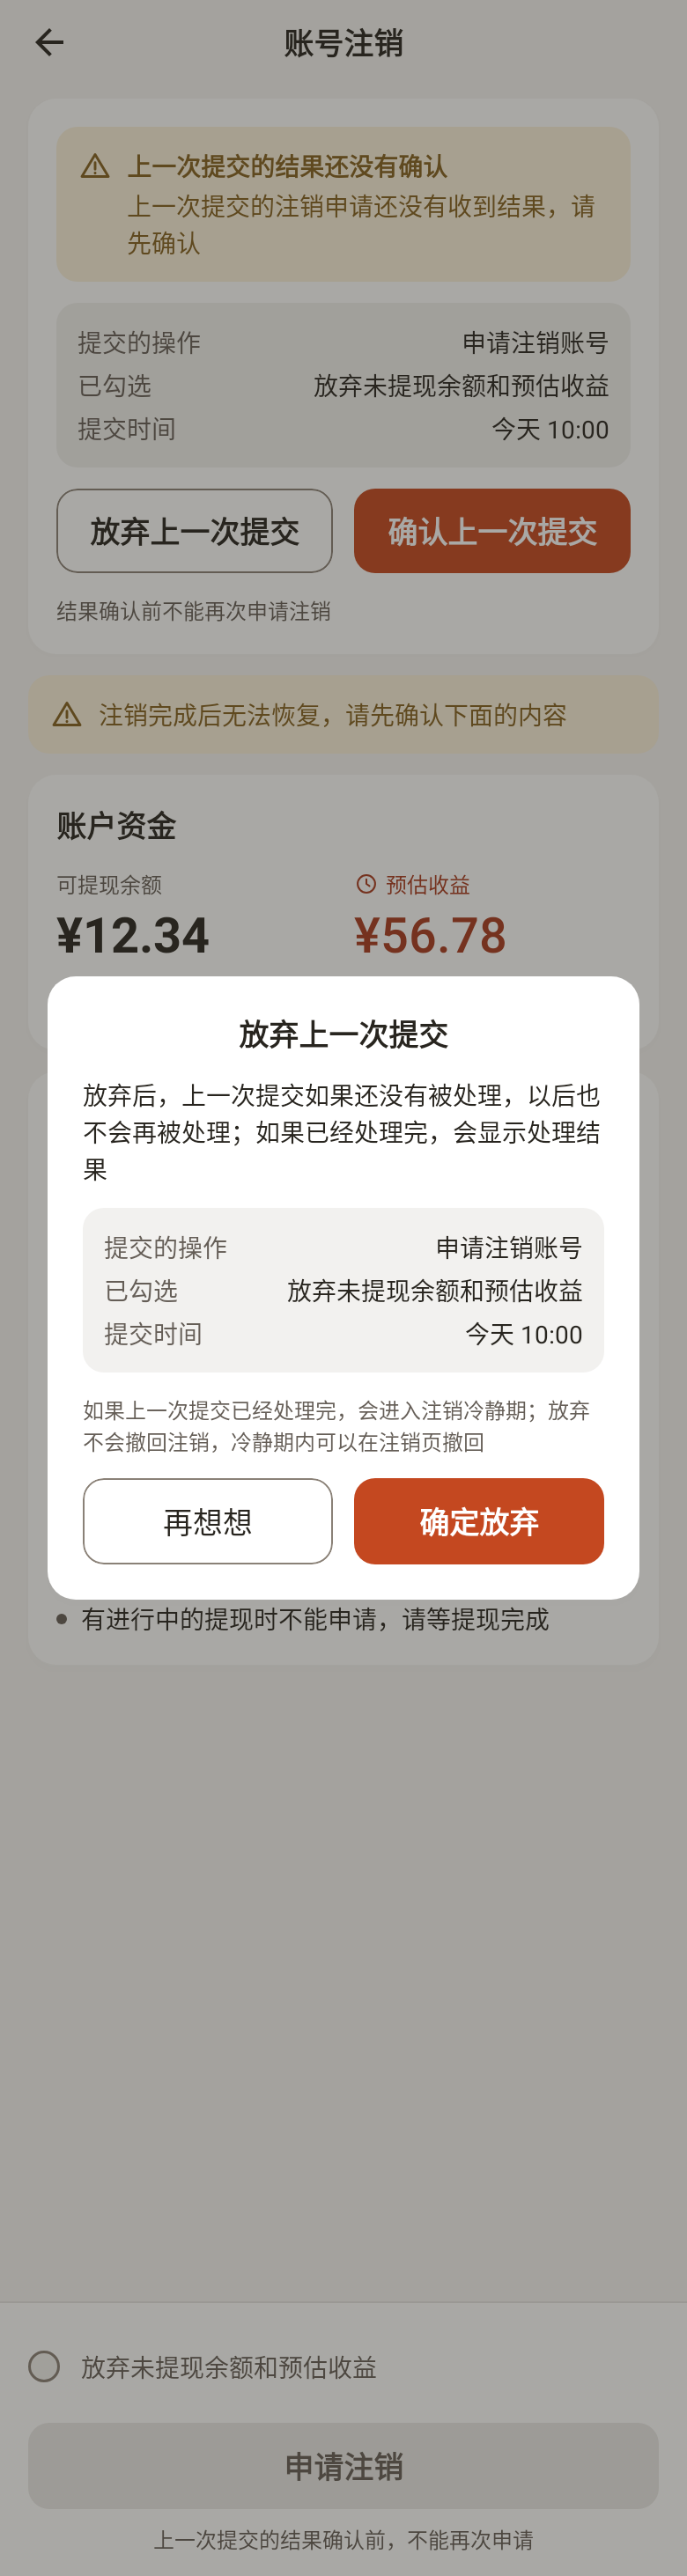 账号注销
上一次提交的结果还没有确认
上一次提交的注销申请还没有收到结果，请
先确认
提交的操作 申请注销账号
已勾选 放弃未提现余额和预估收益
提交时间 今天 10:00
放弃上一次提交 确认上一次提交
结果确认前不能再次申请注销
注销完成后无法恢复，请先确认下面的内容
账户资金
可提现余额 预估收益
¥12.34 ¥56.78
放弃上一次提交
放弃后，上一次提交如果还没有被处理，以后也
不会再被处理；如果已经处理完，会显示处理结
果
提交的操作 申请注销账号
已勾选 放弃未提现余额和预估收益
提交时间 今天 10:00
如果上一次提交已经处理完，会进入注销冷静期；放弃
不会撤回注销，冷静期内可以在注销页撤回
再想想 确定放弃
有进行中的提现时不能申请，请等提现完成
放弃未提现余额和预估收益
申请注销
上一次提交的结果确认前，不能再次申请